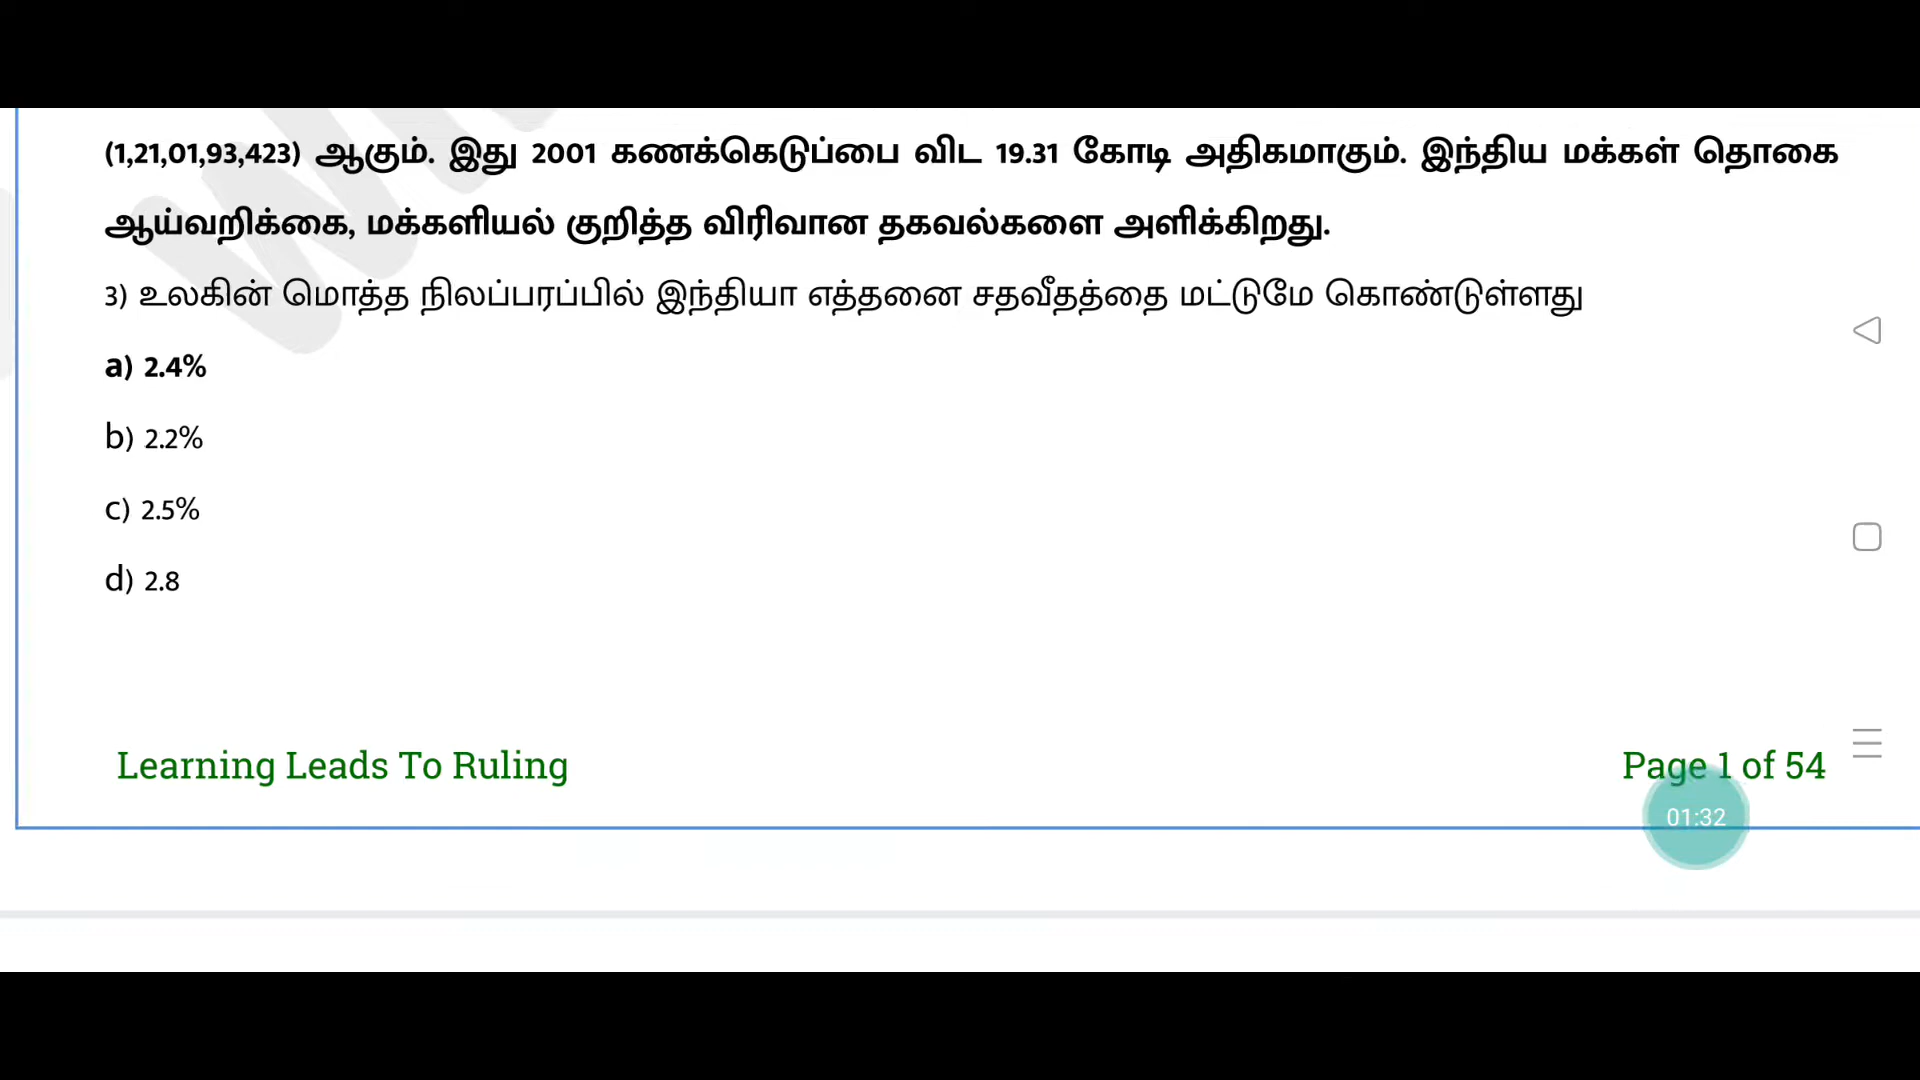 (1,21,01,93,423) ஆகும். இது 2001 கணக்கெடுப்பை விட 19.31 கோடி அதிகமாகும். இந்திய மக்கள் தொகை
ஆய்வறிக்கை, மக்களியல் குறித்த விரிவான தகவல்களை அளிக்கிறது.
3) உலகின் மொத்த நிலப்பரப்பில் இந்தியா எத்தனை சதவீதத்தை மட்டுமே கொண்டுள்ளது
a) 2.4%
b) 2.2%
c) 2.5%
d) 2.8
Learning Leads To Ruling Page 1 of 54
01:32